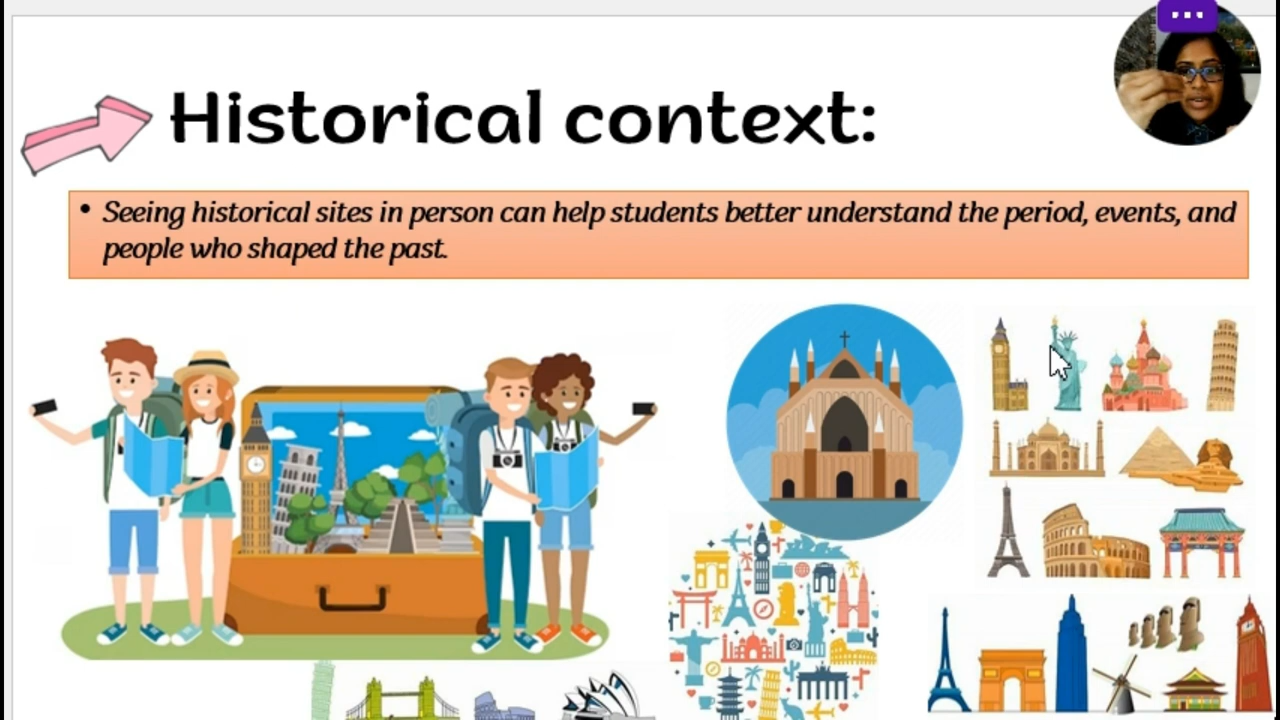 Historical context:
• Seeing historical sites in person can help students better understand the period, events, and
people who shaped the past.